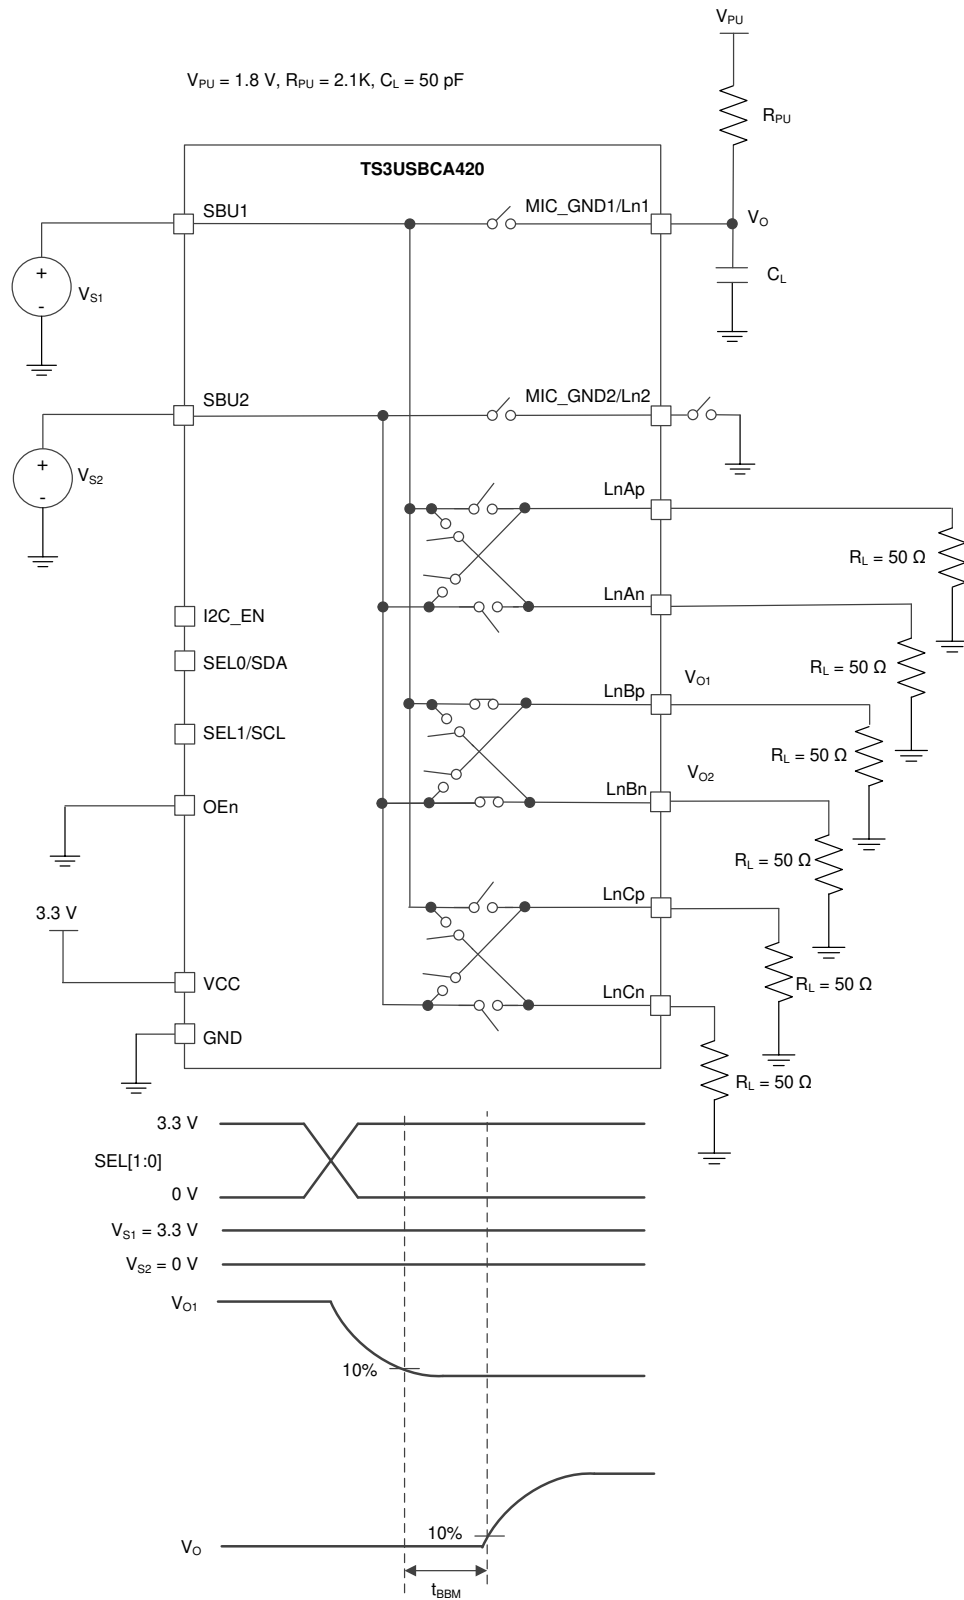 V_PU
V_PU = 1.8 V, R_PU = 2.1K, C_L = 50 pF
R_PU
TS3USBCA420
SBU1
MIC_GND1/Ln1
V_O
+
-
V_S1
C_L
SBU2
MIC_GND2/Ln2
+
-
V_S2
LnAp
R_L = 50 Ω
LnAn
I2C_EN
SEL0/SDA
R_L = 50 Ω
LnBp
V_O1
SEL1/SCL
R_L = 50 Ω
LnBn
V_O2
OEn
R_L = 50 Ω
LnCp
3.3 V
VCC
R_L = 50 Ω
LnCn
GND
R_L = 50 Ω
3.3 V
SEL[1:0]
0 V
V_S1 = 3.3 V
V_S2 = 0 V
V_O1
10%
10%
V_O
t_BBM